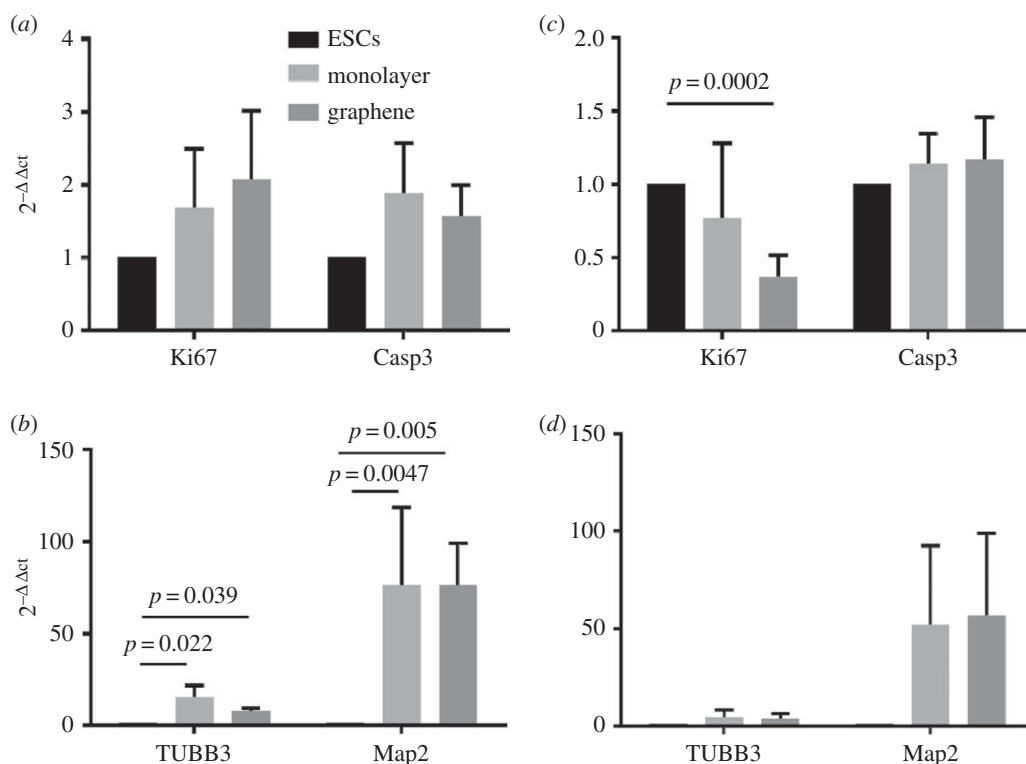 (a)
4
3
2
1
0
2^−Δ Δct
ESCs
monolayer
graphene
Ki67
Casp3
(c)
2.0
1.5
1.0
0.5
0
p = 0.0002
Ki67
Casp3
(b)
150
100
50
0
2^−Δ Δct
p = 0.005
p = 0.0047
p = 0.039
p = 0.022
TUBB3
Map2
(d)
150
100
50
0
TUBB3
Map2